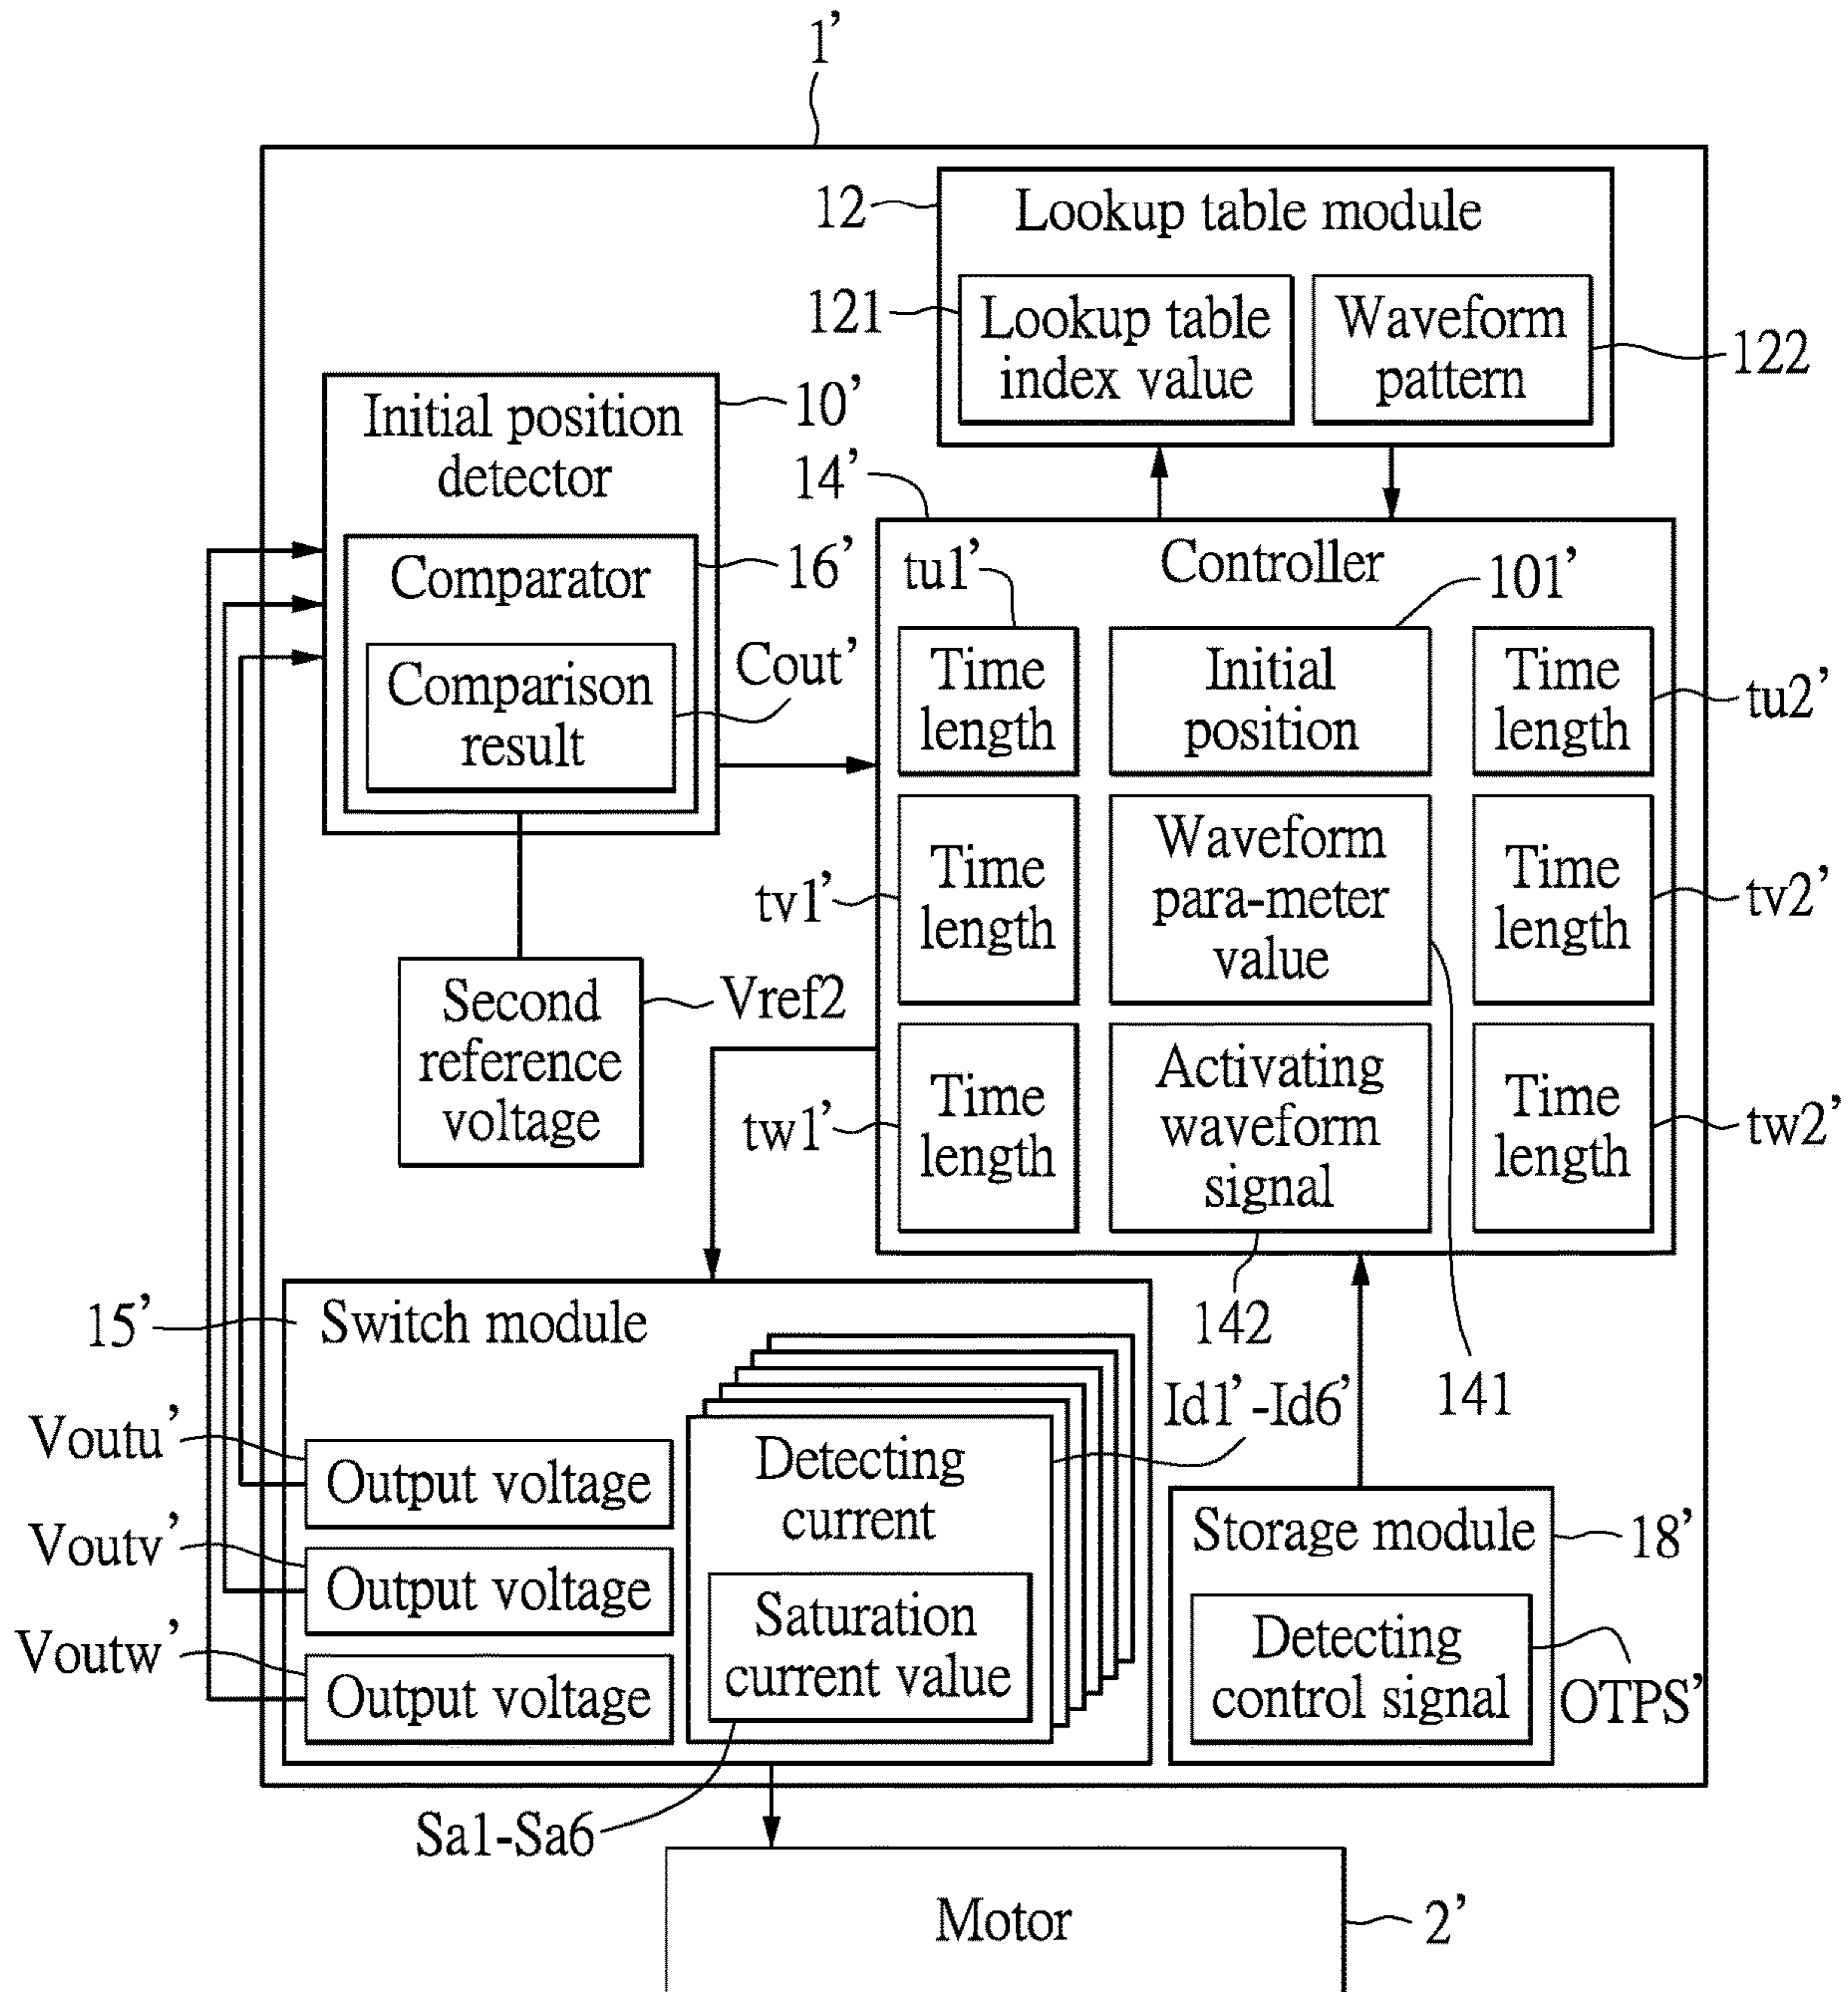 1’
12
Lookup table module
121
Lookup table
index value
Waveform
pattern
122
Initial position
detector
10’
Comparator
16’
Comparison
result
Cout’
14’
Controller
tu1’
101’
Time
length
Initial
position
Time
length
tu2’
tv1’
Time
length
Waveform
para-meter
value
Time
length
tv2’
Second
reference
voltage
Vref2
tw1’
Time
length
Activating
waveform
signal
Time
length
tw2’
142
141
15’
Switch module
Id1’-Id6’
Voutu’
Output voltage
Voutv’
Output voltage
Voutw’
Output voltage
Detecting
current
Saturation
current value
Storage module
18’
Detecting
control signal
OTPS’
Sa1-Sa6
Motor
2’